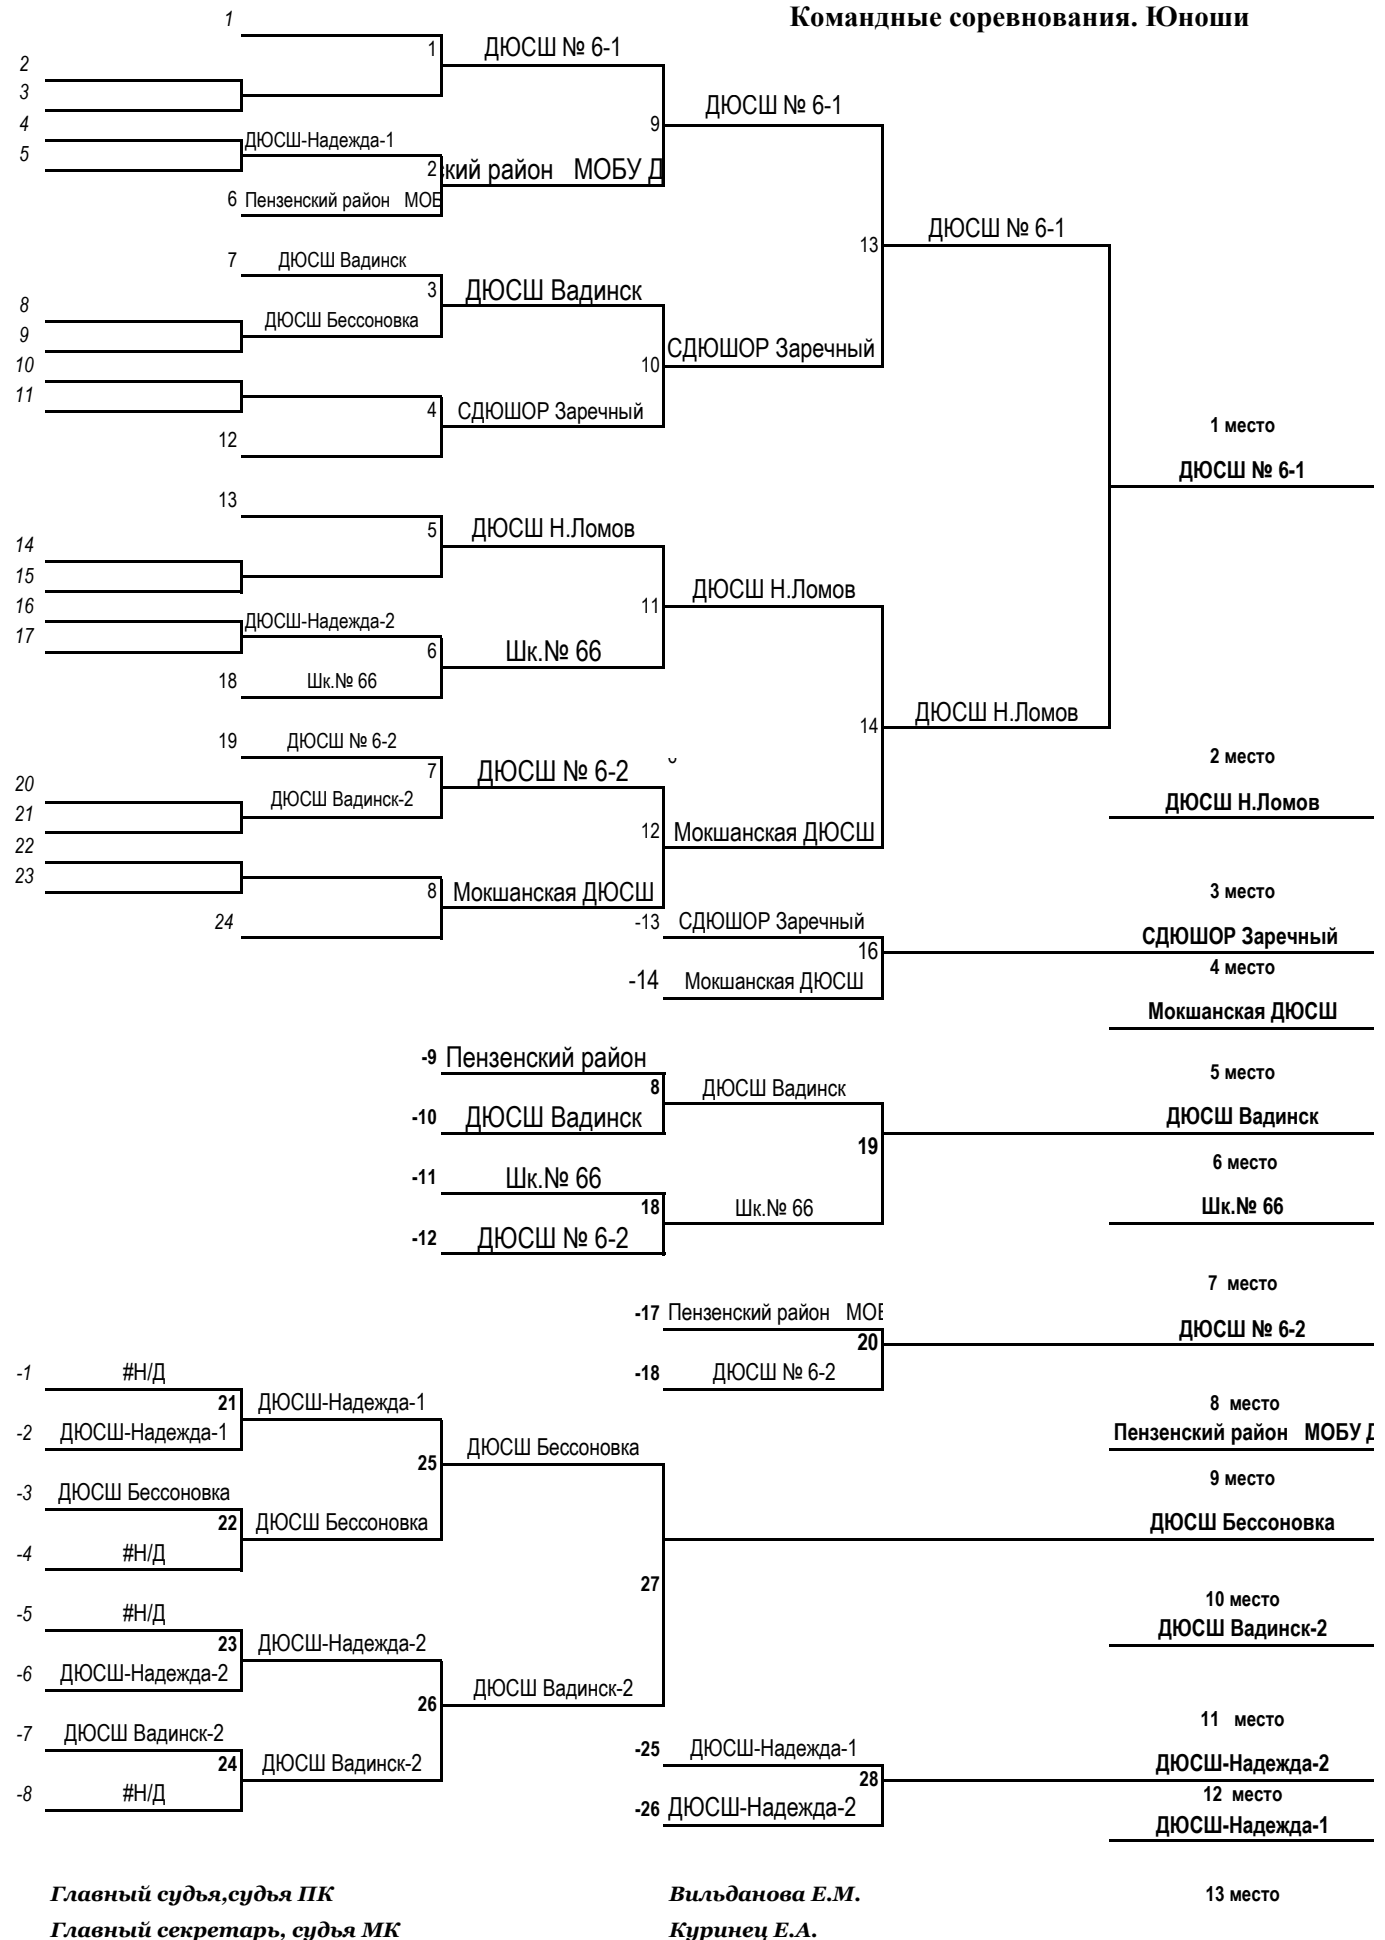 Командные соревнования. Юноши
1
1 ДЮСШ № 6-1
2
3
ДЮСШ № 6-1
4
9
ДЮСШ-Надежда-1
5
2 кий район МОБУ Д
6 Пензенский район МОБ
ДЮСШ № 6-1
13
7 ДЮСШ Вадинск
3 ДЮСШ Вадинск
8
ДЮСШ Бессоновка
9
СДЮШОР Заречный
10
10
11
4 СДЮШОР Заречный
12
1 место
ДЮСШ № 6-1
13
5 ДЮСШ Н.Ломов
14
15
ДЮСШ Н.Ломов
16
11
ДЮСШ-Надежда-2
17
6 Шк.№ 66
18 Шк.№ 66
ДЮСШ Н.Ломов
14
19 ДЮСШ № 6-2
2 место
7 ДЮСШ № 6-2
20
ДЮСШ Вадинск-2
ДЮСШ Н.Ломов
21
12 Мокшанская ДЮСШ
22
23
8 Мокшанская ДЮСШ
3 место
24
-13 СДЮШОР Заречный
СДЮШОР Заречный
16
4 место
-14 Мокшанская ДЮСШ
Мокшанская ДЮСШ
-9 Пензенский район
5 место
8 ДЮСШ Вадинск
-10 ДЮСШ Вадинск
ДЮСШ Вадинск
19
6 место
-11 Шк.№ 66
18 Шк.№ 66
Шк.№ 66
-12 ДЮСШ № 6-2
7 место
-17 Пензенский район МОБ
ДЮСШ № 6-2
20
-1 #Н/Д
-18 ДЮСШ № 6-2
21 ДЮСШ-Надежда-1
8 место
-2 ДЮСШ-Надежда-1
Пензенский район МОБУ Д
25 ДЮСШ Бессоновка
9 место
-3 ДЮСШ Бессоновка
22 ДЮСШ Бессоновка
ДЮСШ Бессоновка
-4 #Н/Д
27
10 место
-5 #Н/Д
ДЮСШ Вадинск-2
23 ДЮСШ-Надежда-2
-6 ДЮСШ-Надежда-2
26 ДЮСШ Вадинск-2
11 место
-7 ДЮСШ Вадинск-2
-25 ДЮСШ-Надежда-1
24 ДЮСШ Вадинск-2
ДЮСШ-Надежда-2
28
-8 #Н/Д
12 место
-26 ДЮСШ-Надежда-2
ДЮСШ-Надежда-1
Главный судья,судья ПК Вильданова Е.М. 13 место
Главный секретарь, судья МК Куринец Е.А.